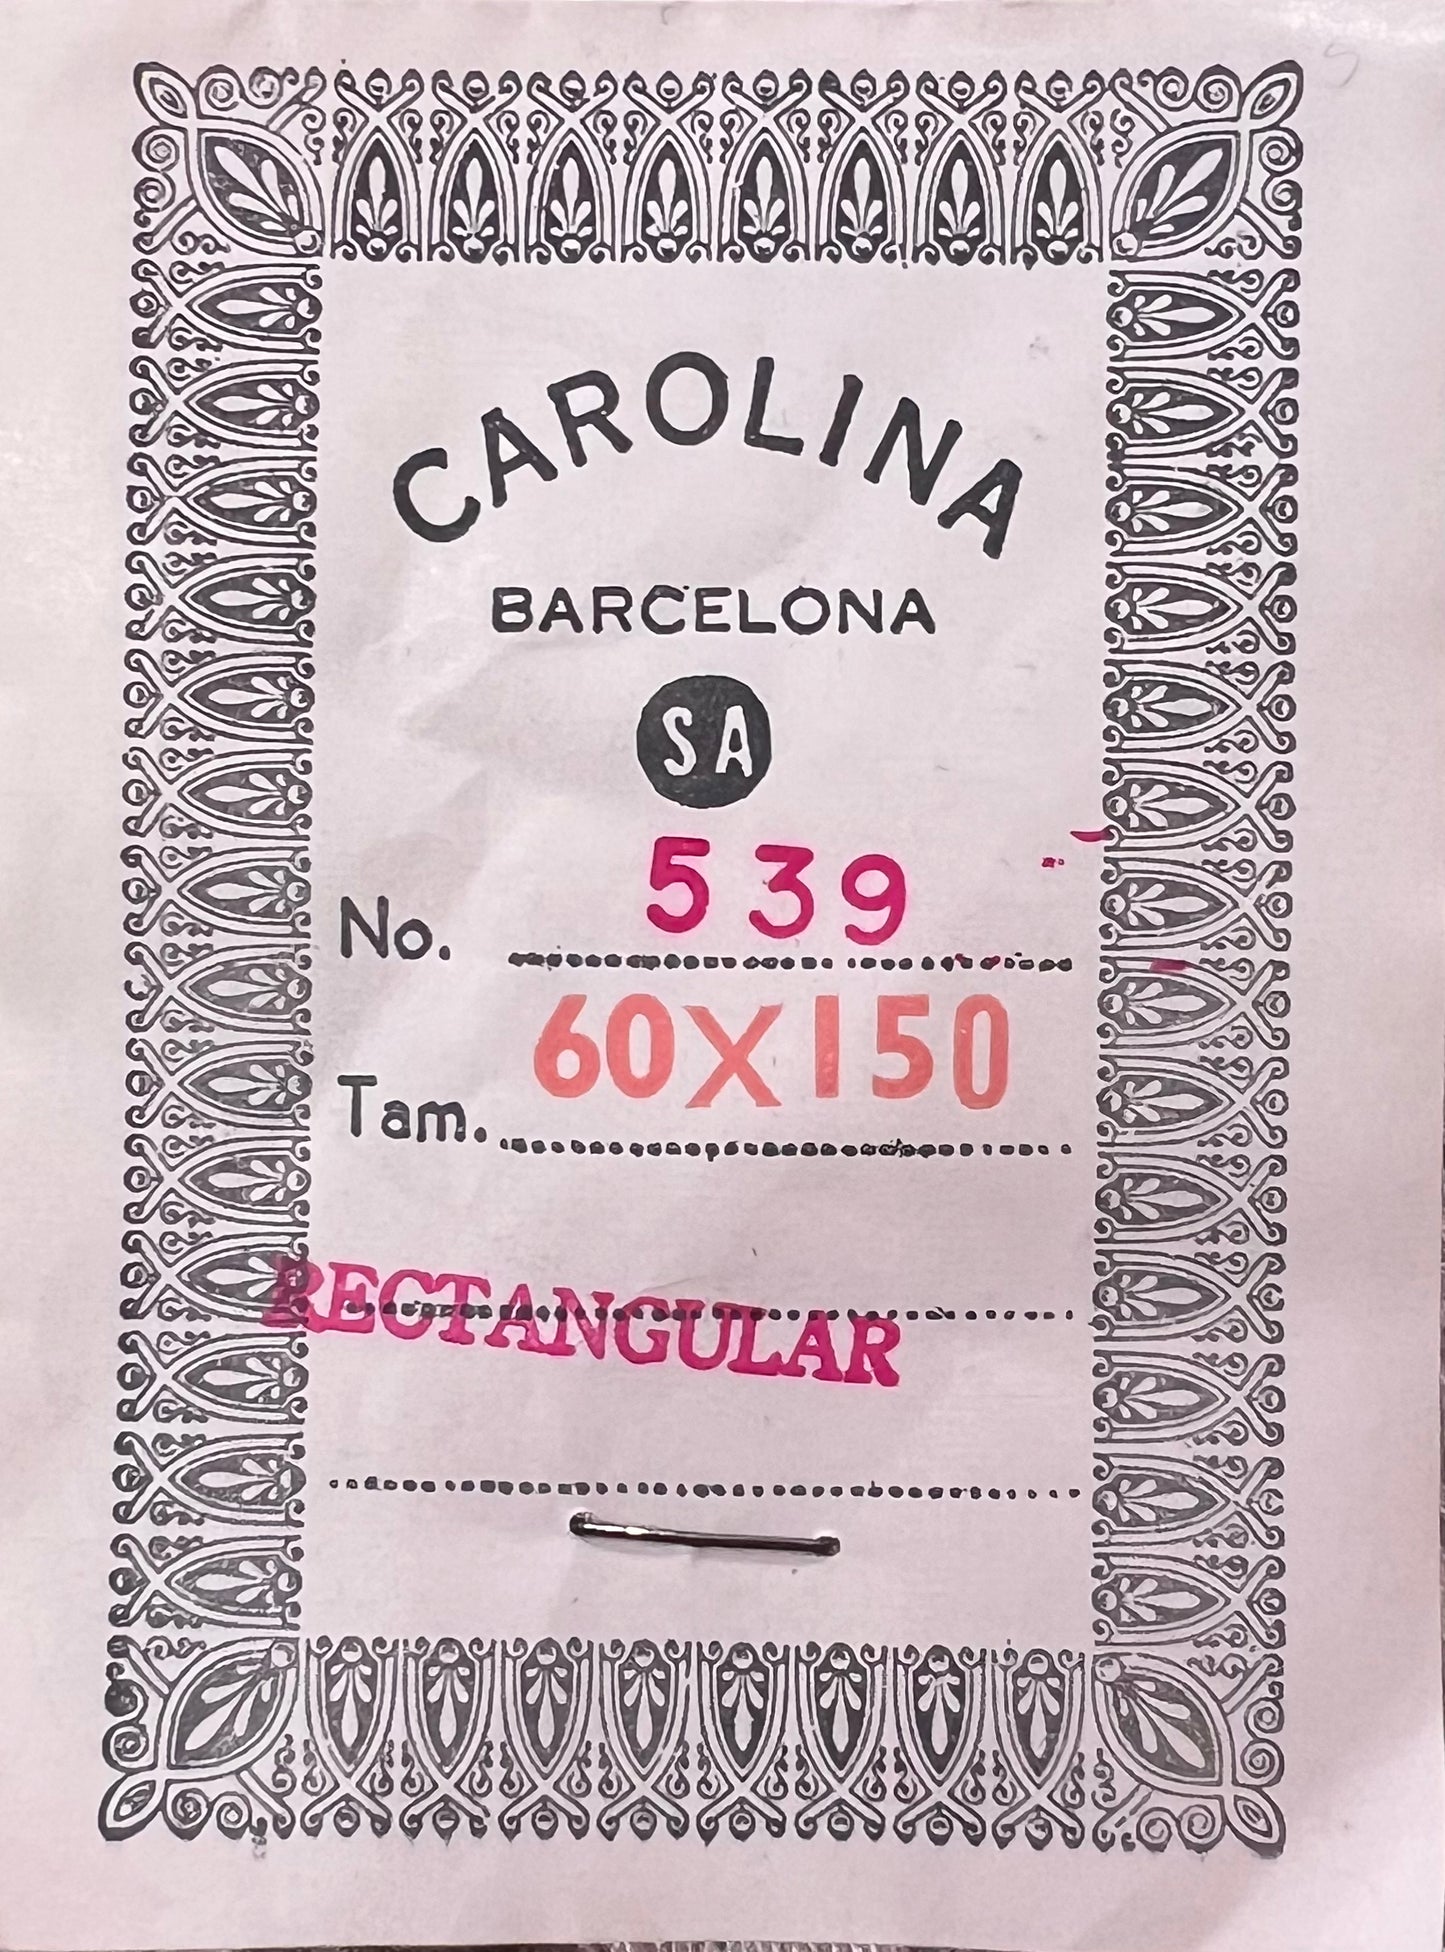 CAROLINA
BARCELONA
SA
No. 539
Tam. 60X150
RECTANGULAR